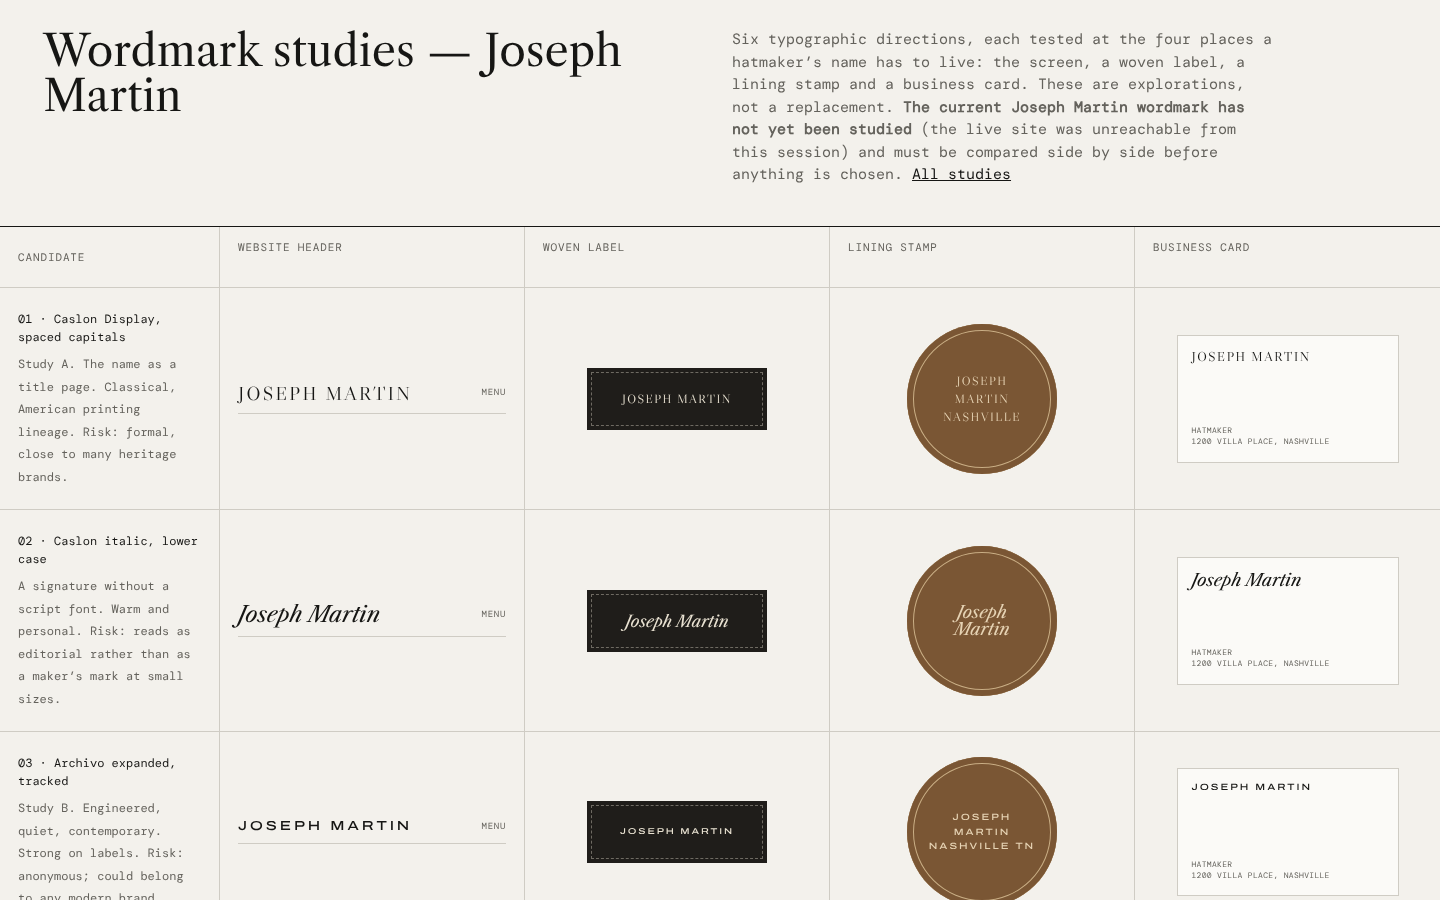 Wordmark studies — Joseph
Martin
Six typographic directions, each tested at the four places a
hatmaker’s name has to live: the screen, a woven label, a
lining stamp and a business card. These are explorations,
not a replacement. The current Joseph Martin wordmark has
not yet been studied (the live site was unreachable from
this session) and must be compared side by side before
anything is chosen. All studies
CANDIDATE
WEBSITE HEADER
WOVEN LABEL
LINING STAMP
BUSINESS CARD
01 · Caslon Display,
spaced capitals
Study A. The name as a
title page. Classical,
American printing
lineage. Risk: formal,
close to many heritage
brands.
JOSEPH MARTIN
MENU
JOSEPH MARTIN
JOSEPH
MARTIN
NASHVILLE
JOSEPH MARTIN
HATMAKER
1200 VILLA PLACE, NASHVILLE
02 · Caslon italic, lower
case
A signature without a
script font. Warm and
personal. Risk: reads as
editorial rather than as
a maker’s mark at small
sizes.
Joseph Martin
MENU
Joseph Martin
Joseph
Martin
Joseph Martin
HATMAKER
1200 VILLA PLACE, NASHVILLE
03 · Archivo expanded,
tracked
Study B. Engineered,
quiet, contemporary.
Strong on labels. Risk:
anonymous; could belong
to any modern brand.
JOSEPH MARTIN
MENU
JOSEPH MARTIN
JOSEPH
MARTIN
NASHVILLE TN
JOSEPH MARTIN
HATMAKER
1200 VILLA PLACE, NASHVILLE